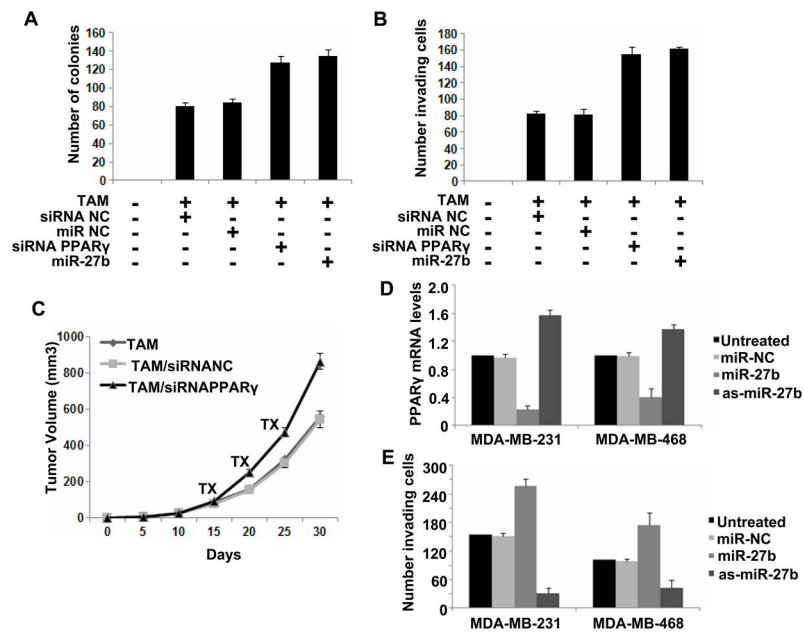 A
Number of colonies
160
140
120
100
80
60
40
20
0
TAM - + + + +
siRNA NC - + - - -
miR NC - - + - -
siRNA PPARγ - - - + -
miR-27b - - - - +
B
Number invading cells
180
160
140
120
100
80
60
40
20
0
TAM - + + + +
siRNA NC - + - - -
miR NC - - + - -
siRNA PPARγ - - - + -
miR-27b - - - - +
C
Tumor Volume (mm3)
1000
800
600
400
200
0
TAM
TAM/siRNANC
TAM/siRNAPPARγ
TX
TX
TX
0 5 10 15 20 25 30
Days
D
PPARγ mRNA levels
2.0
1.6
1.2
0.8
0.4
0
MDA-MB-231 MDA-MB-468
Untreated
miR-NC
miR-27b
as-miR-27b
E
Number invading cells
300
240
180
120
60
0
MDA-MB-231 MDA-MB-468
Untreated
miR-NC
miR-27b
as-miR-27b